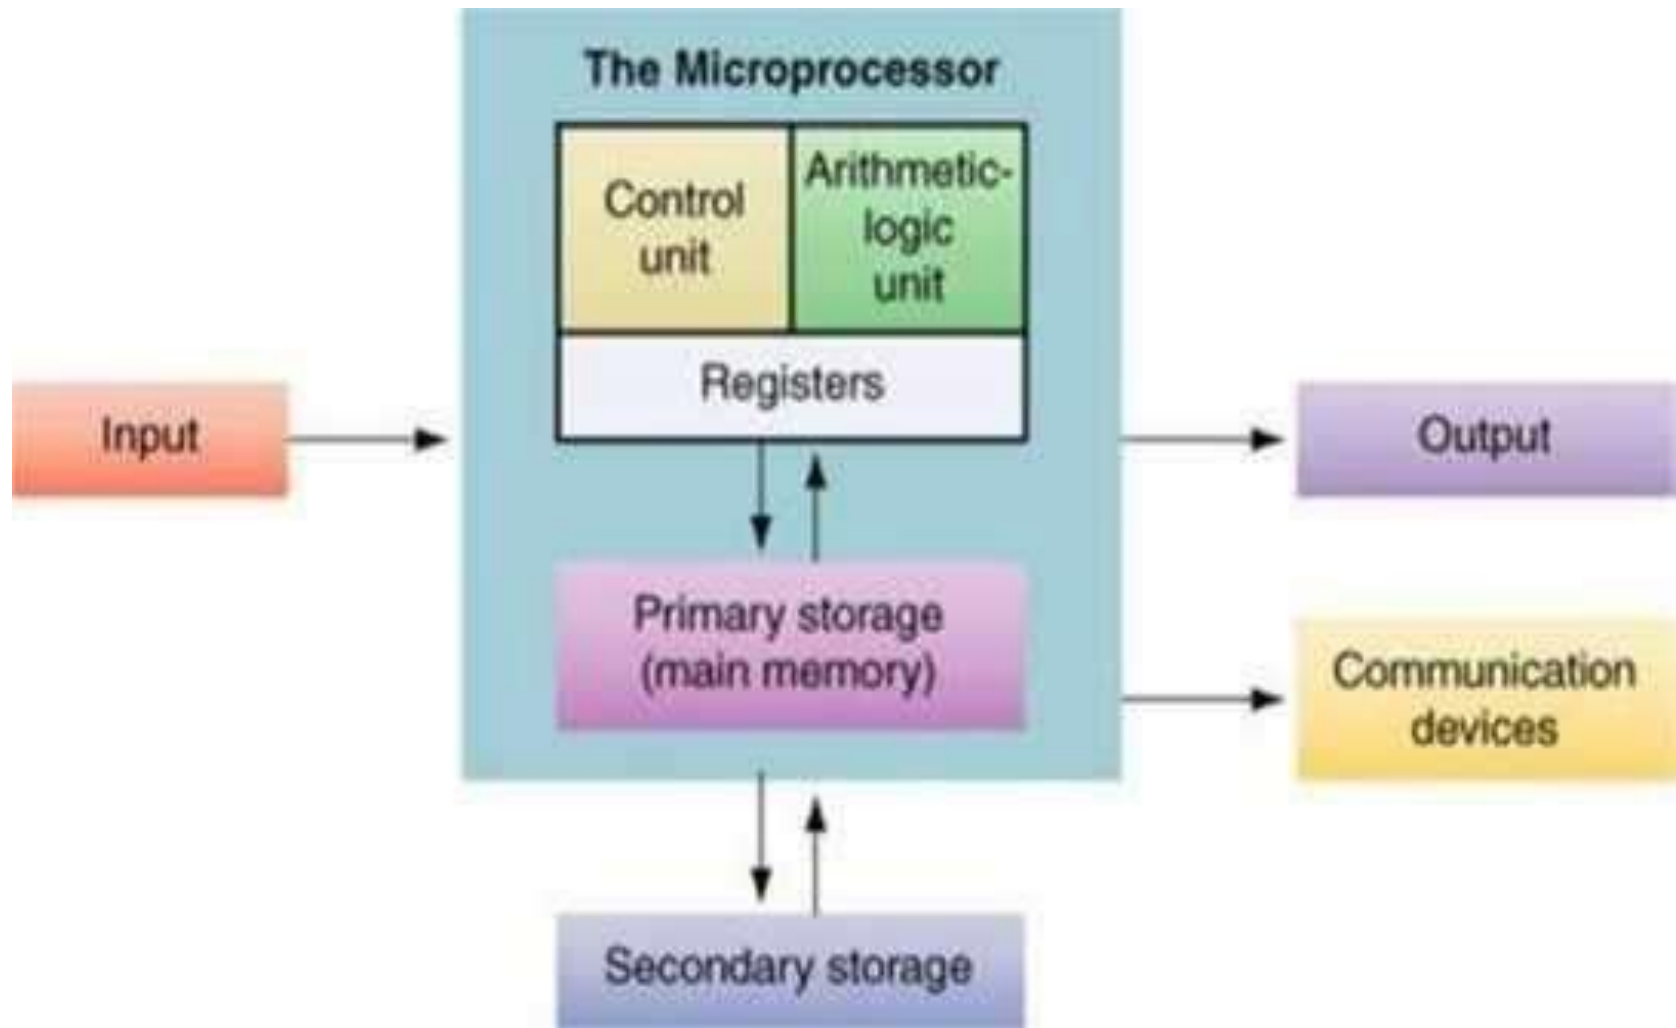 The Microprocessor
Control
unit
Arithmetic-
logic
unit
Registers
Input
Output
Primary storage
(main memory)
Communication
devices
Secondary storage